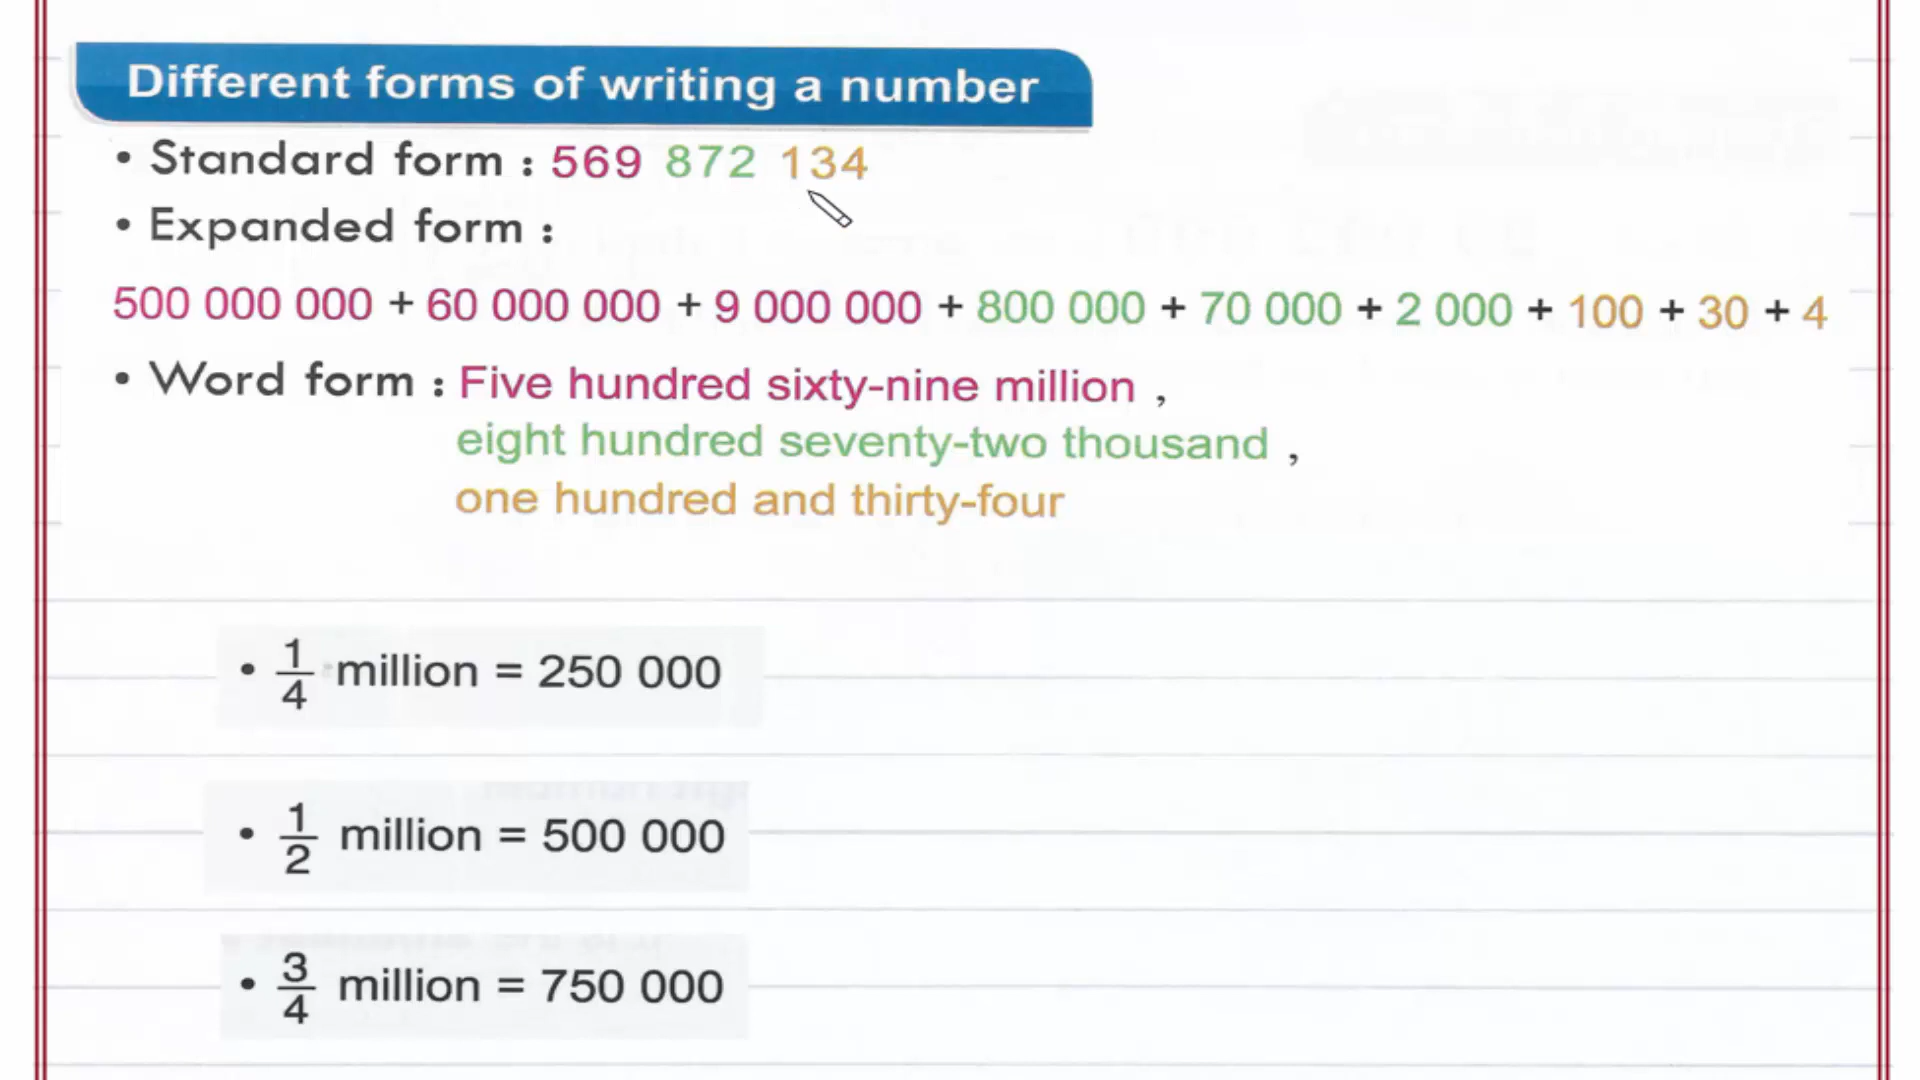 Different forms of writing a number
• Standard form : 569 872 134
• Expanded form :
500 000 000 + 60 000 000 + 9 000 000 + 800 000 + 70 000 + 2 000 + 100 + 30 + 4
• Word form : Five hundred sixty-nine million ,
eight hundred seventy-two thousand ,
one hundred and thirty-four
• 1/4 million = 250 000
• 1/2 million = 500 000
• 3/4 million = 750 000